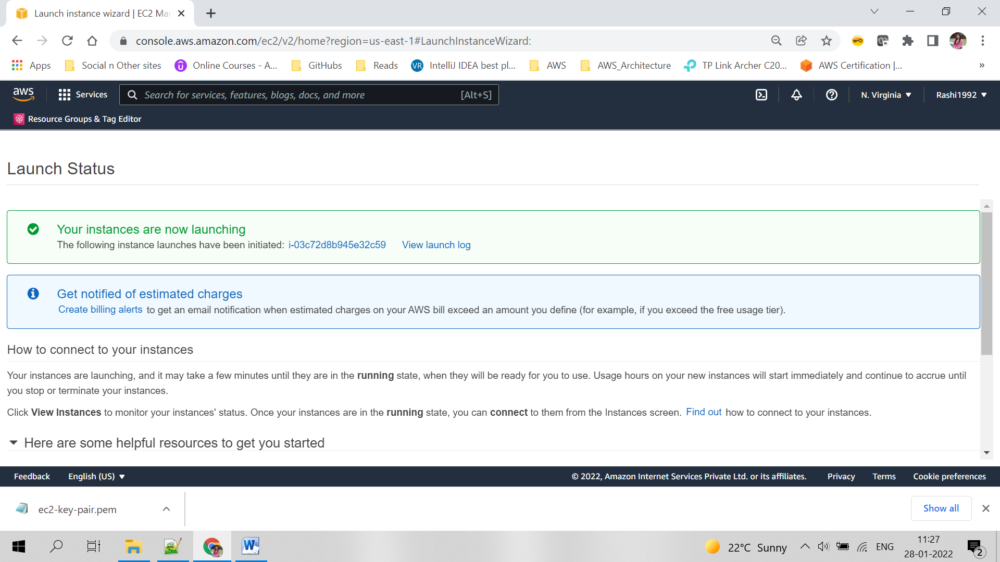 Launch instance wizard | EC2 Ma
console.aws.amazon.com/ec2/v2/home?region=us-east-1#LaunchInstanceWizard:
Apps Social n Other sites Online Courses - A... GitHubs Reads VR IntelliJ IDEA best pl... AWS AWS_Architecture TP Link Archer C20... AWS Certification |... »
aws Services Search for services, features, blogs, docs, and more [Alt+S] N. Virginia Rashi1992
Resource Groups & Tag Editor
Launch Status
Your instances are now launching
The following instance launches have been initiated: i-03c72d8b945e32c59 View launch log
Get notified of estimated charges
Create billing alerts to get an email notification when estimated charges on your AWS bill exceed an amount you define (for example, if you exceed the free usage tier).
How to connect to your instances
Your instances are launching, and it may take a few minutes until they are in the running state, when they will be ready for you to use. Usage hours on your new instances will start immediately and continue to accrue until
you stop or terminate your instances.
Click View Instances to monitor your instances' status. Once your instances are in the running state, you can connect to them from the Instances screen. Find out how to connect to your instances.
Here are some helpful resources to get you started
Feedback English (US) © 2022, Amazon Internet Services Private Ltd. or its affiliates. Privacy Terms Cookie preferences
ec2-key-pair.pem Show all
22°C Sunny ENG 11:27
28-01-2022 2